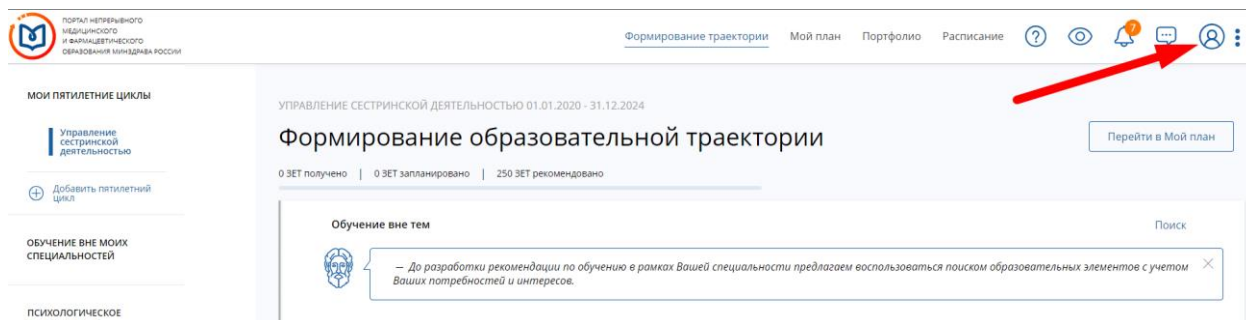 ПОРТАЛ НЕПРЕРЫВНОГО
МЕДИЦИНСКОГО
И ФАРМАЦЕВТИЧЕСКОГО
ОБРАЗОВАНИЯ МИНЗДРАВА РОССИИ
Формирование траектории Мой план Портфолио Расписание ? 7
МОИ ПЯТИЛЕТНИЕ ЦИКЛЫ
Управление
сестринской
деятельностью
Добавить пятилетний
цикл
ОБУЧЕНИЕ ВНЕ МОИХ
СПЕЦИАЛЬНОСТЕЙ
ПСИХОЛОГИЧЕСКОЕ
УПРАВЛЕНИЕ СЕСТРИНСКОЙ ДЕЯТЕЛЬНОСТЬЮ 01.01.2020 - 31.12.2024
Формирование образовательной траектории
Перейти в Мой план
0 ЗЕТ получено | 0 ЗЕТ запланировано | 250 ЗЕТ рекомендовано
Обучение вне тем Поиск
— До разработки рекомендации по обучению в рамках Вашей специальности предлагаем воспользоваться поиском образовательных элементов с учетом
Ваших потребностей и интересов.